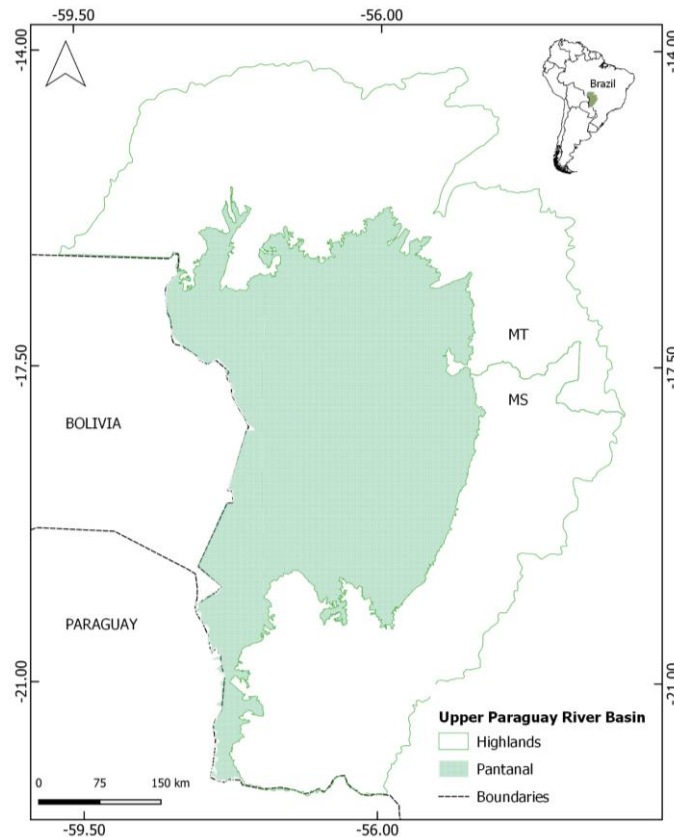 -59.50
-56.00
-14.00
-14.00
Brazil
MT
-17.50
-17.50
MS
BOLIVIA
PARAGUAY
-21.00
-21.00
Upper Paraguay River Basin
Highlands
Pantanal
Boundaries
0 75 150 km
-59.50
-56.00